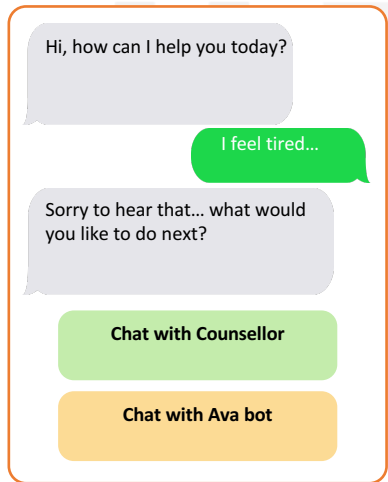 Hi, how can I help you today?
I feel tired…
Sorry to hear that… what would
you like to do next?
Chat with Counsellor
Chat with Ava bot